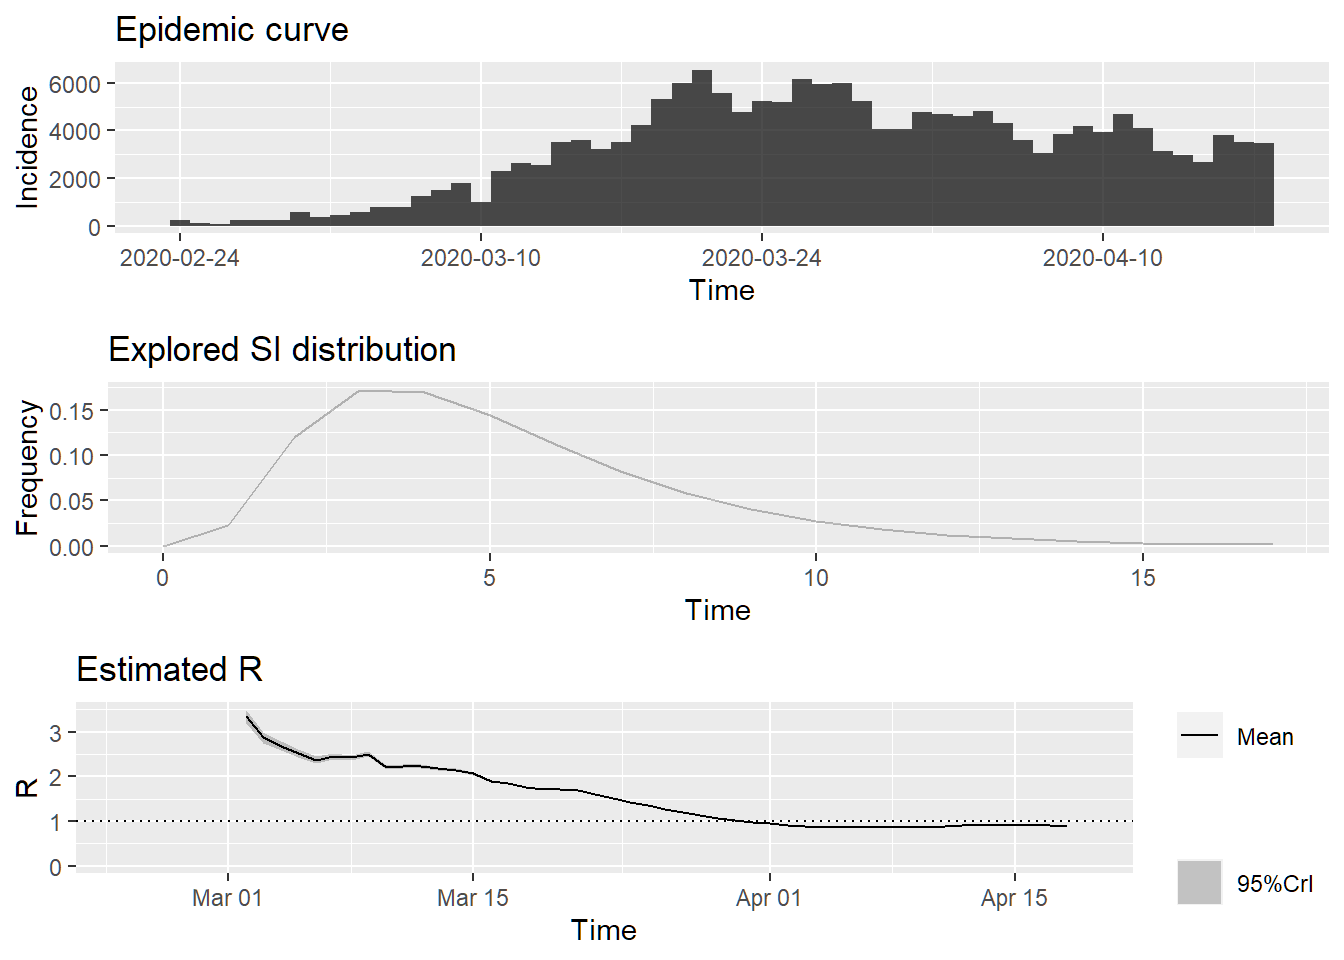 Epidemic curve
6000
4000
2000
0
Incidence
2020-02-24 2020-03-10 2020-03-24 2020-04-10
Time
Explored SI distribution
0.15
0.10
0.05
0.00
Frequency
0 5 10 15
Time
Estimated R
3
2
1
0
R
Mar 01 Mar 15 Apr 01 Apr 15
Time
Mean
95%CrI